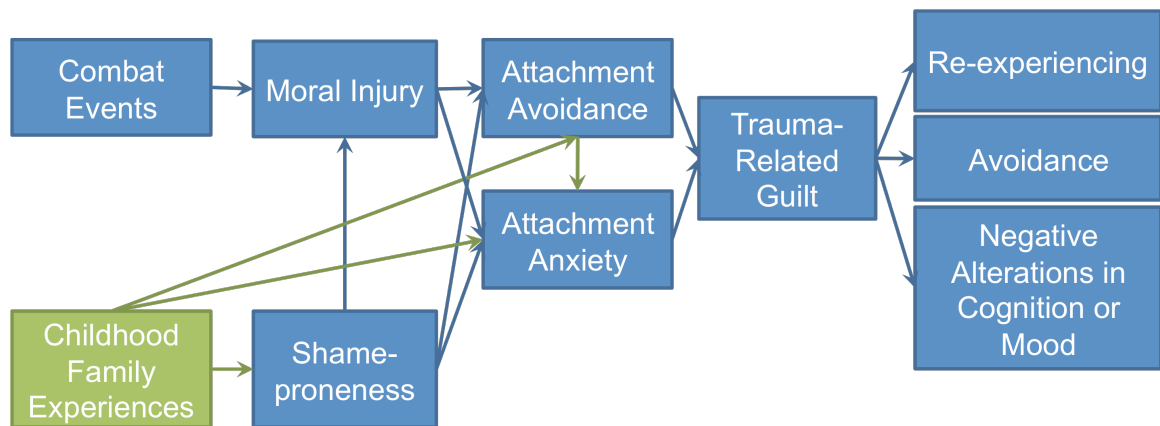 Combat
Events
Moral Injury
Attachment
Avoidance
Attachment
Anxiety
Trauma-
Related
Guilt
Re-experiencing
Avoidance
Negative
Alterations in
Cognition or
Mood
Childhood
Family
Experiences
Shame-
proneness